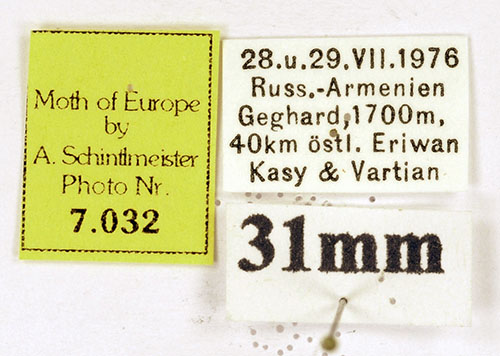 Moth of Europe
by
A. Schintlmeister
Photo Nr.
7.032
28.u.29.VII.1976
Russ.-Armenien
Geghard,1700m,
40km östl. Eriwan
Kasy & Vartian
31mm